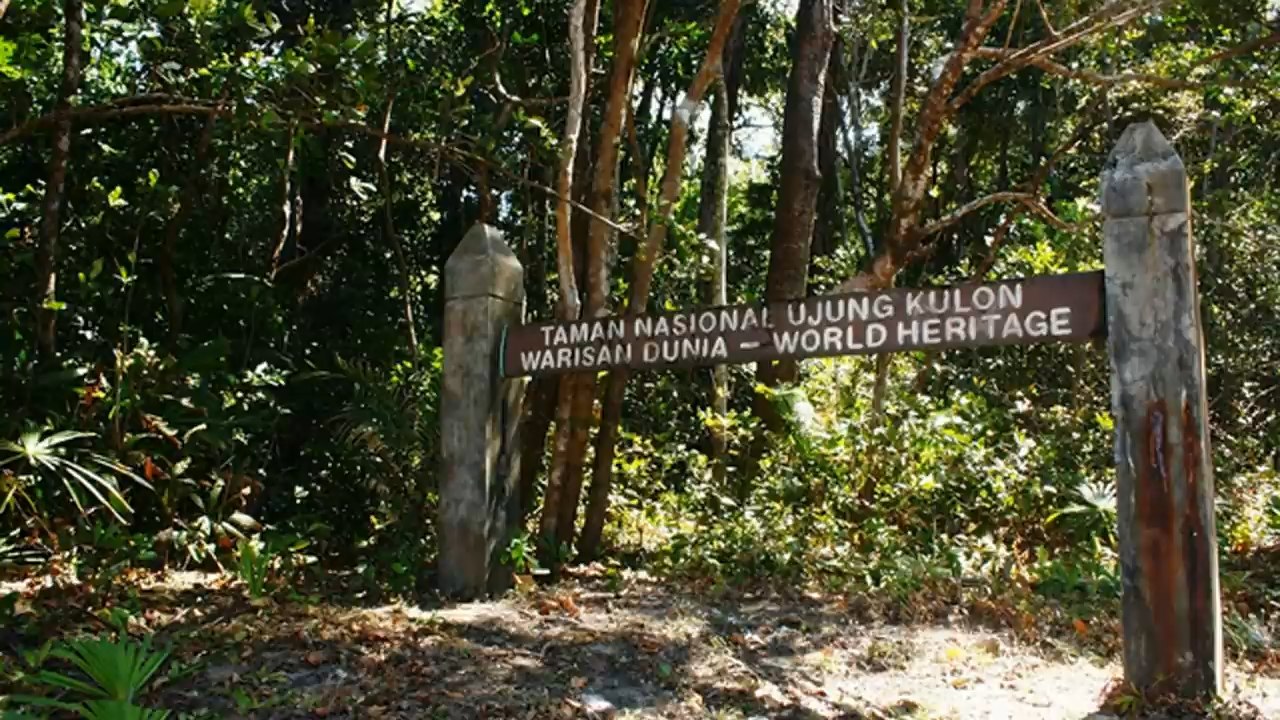 TAMAN NASIONAL UJUNG KULON
WARISAN DUNIA – WORLD HERITAGE